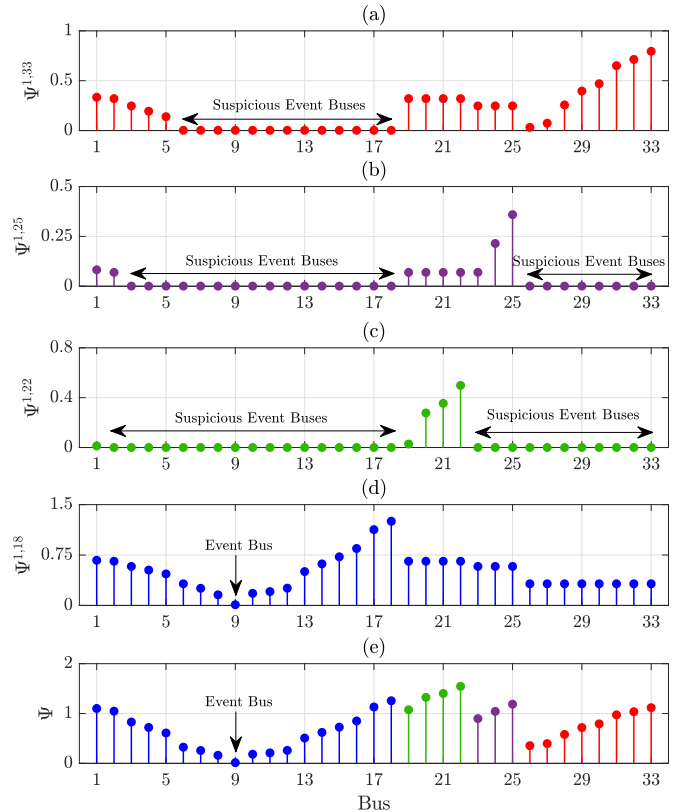 (a)
Ψ^{1,33}
1
0.5
0
Suspicious Event Buses
1 5 9 13 17 21 25 29 33
(b)
Ψ^{1,25}
0.5
0.25
0
Suspicious Event Buses
Suspicious Event Buses
1 5 9 13 17 21 25 29 33
(c)
Ψ^{1,22}
0.8
0.4
0
Suspicious Event Buses
Suspicious Event Buses
1 5 9 13 17 21 25 29 33
(d)
Ψ^{1,18}
1.5
0.75
0
Event Bus
1 5 9 13 17 21 25 29 33
(e)
Ψ
2
1
0
Event Bus
1 5 9 13 17 21 25 29 33
Bus